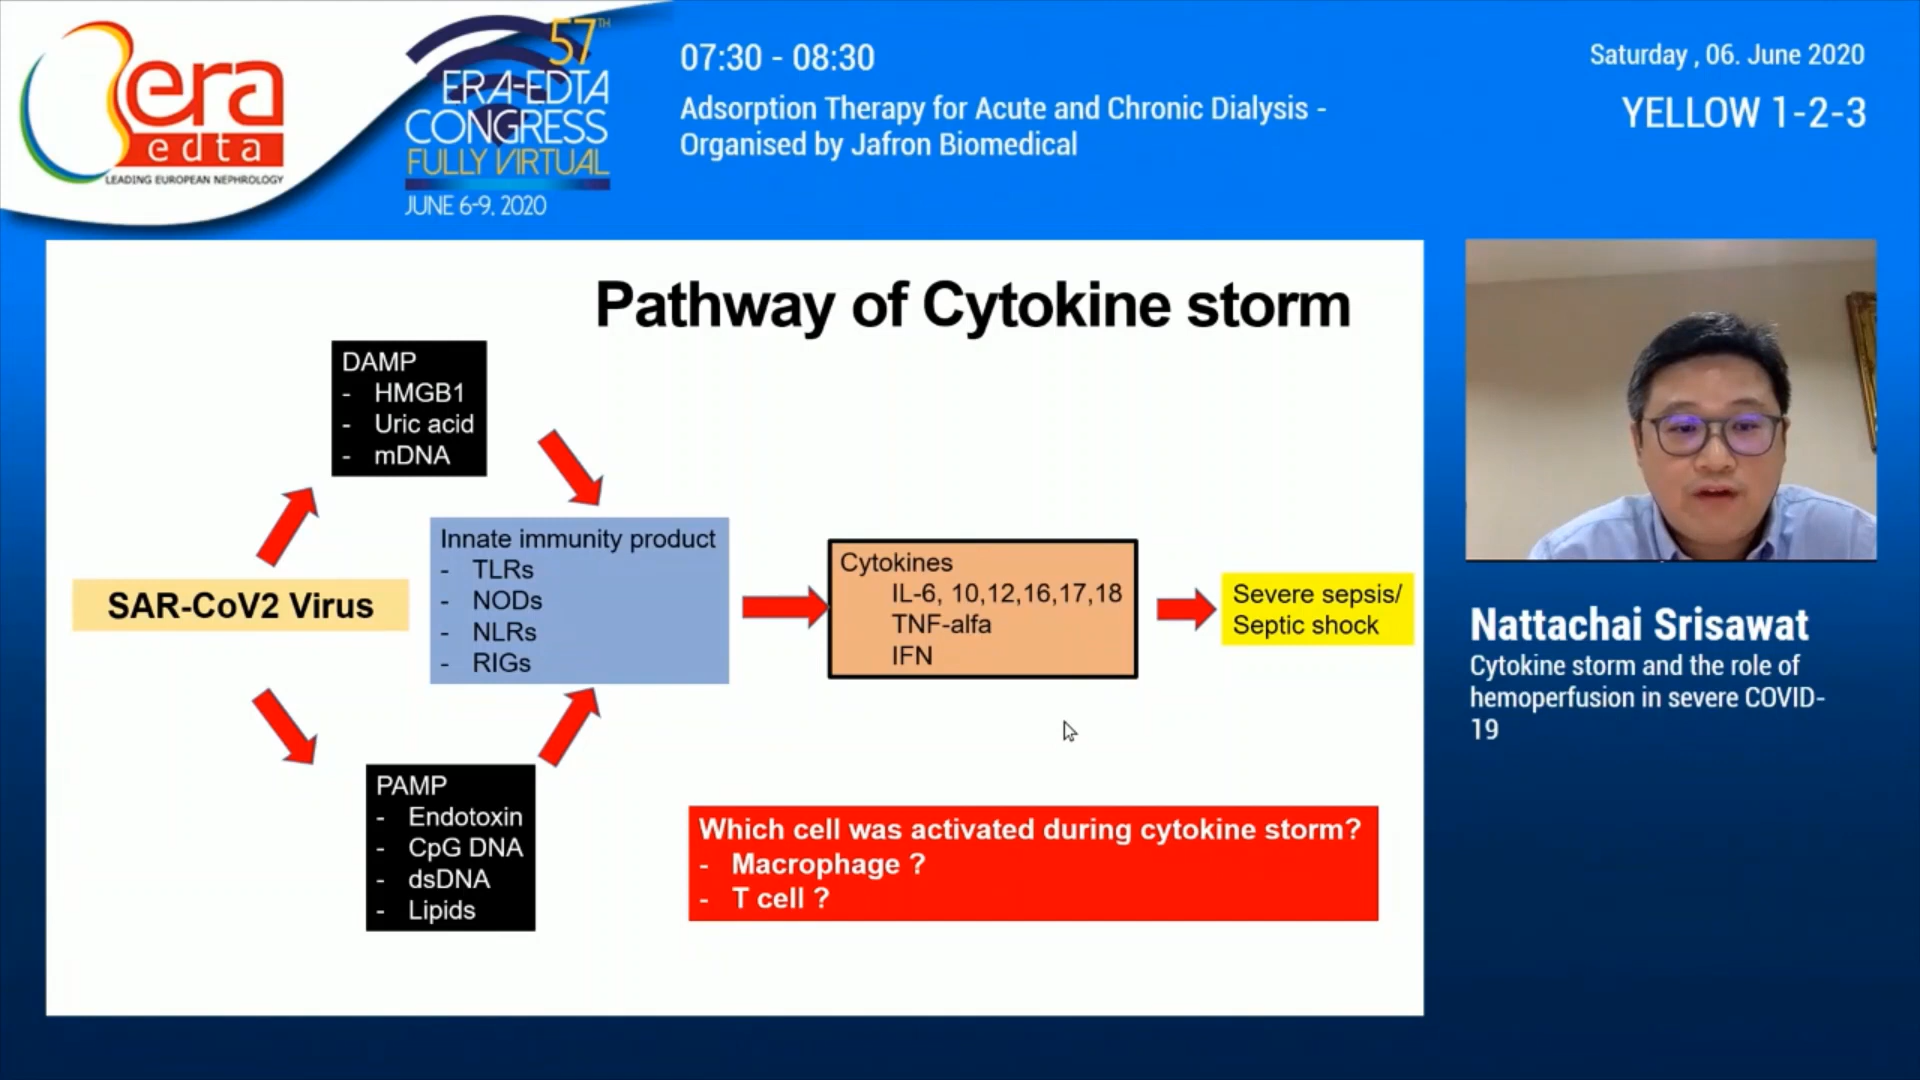 era
edta
LEADING EUROPEAN NEPHROLOGY
57TH
ERA-EDTA
CONGRESS
FULLY VIRTUAL
JUNE 6-9, 2020
07:30 - 08:30
Adsorption Therapy for Acute and Chronic Dialysis -
Organised by Jafron Biomedical
Saturday , 06. June 2020
YELLOW 1-2-3
Pathway of Cytokine storm
DAMP
- HMGB1
- Uric acid
- mDNA
SAR-CoV2 Virus
Innate immunity product
- TLRs
- NODs
- NLRs
- RIGs
Cytokines
IL-6, 10,12,16,17,18
TNF-alfa
IFN
Severe sepsis/
Septic shock
PAMP
- Endotoxin
- CpG DNA
- dsDNA
- Lipids
Which cell was activated during cytokine storm?
- Macrophage ?
- T cell ?
Nattachai Srisawat
Cytokine storm and the role of
hemoperfusion in severe COVID-
19